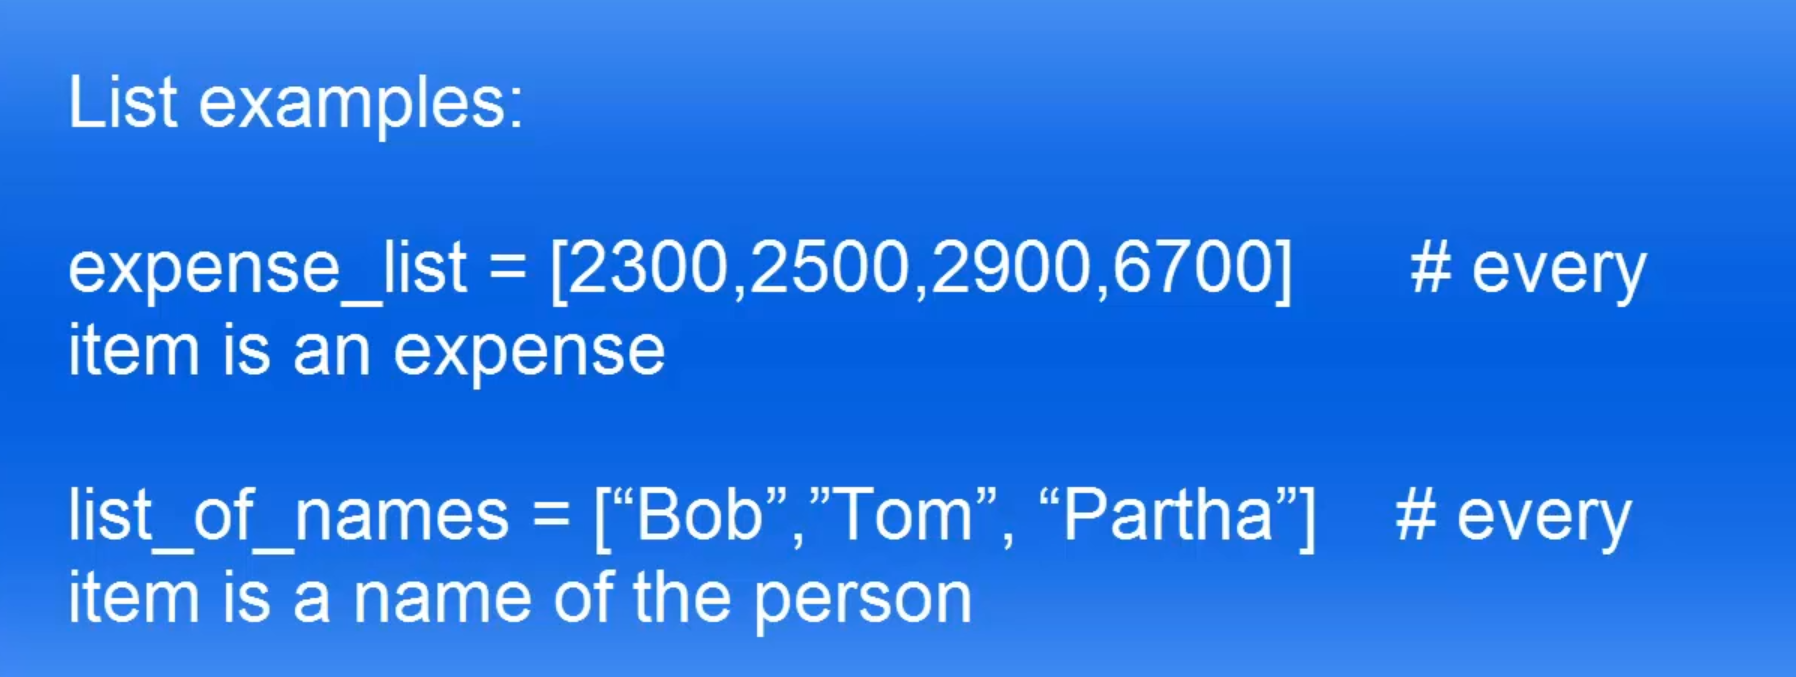 List examples:
expense_list = [2300,2500,2900,6700] # every
item is an expense
list_of_names = [“Bob”,”Tom”, “Partha”] # every
item is a name of the person